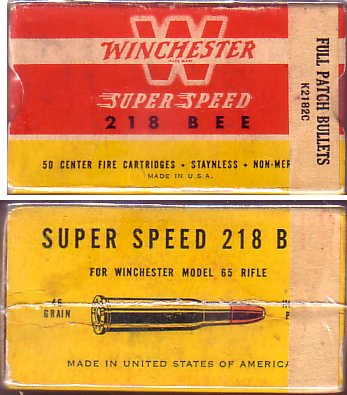 WINCHESTER
TRADE MARK
SUPER SPEED
218 BEE
50 CENTER FIRE CARTRIDGES • STAYNLESS • NON-MER
MADE IN U.S.A.
FULL PATCH BULLETS
K2182C
SUPER SPEED 218 B
FOR WINCHESTER MODEL 65 RIFLE
46
GRAIN
MADE IN UNITED STATES OF AMERICA